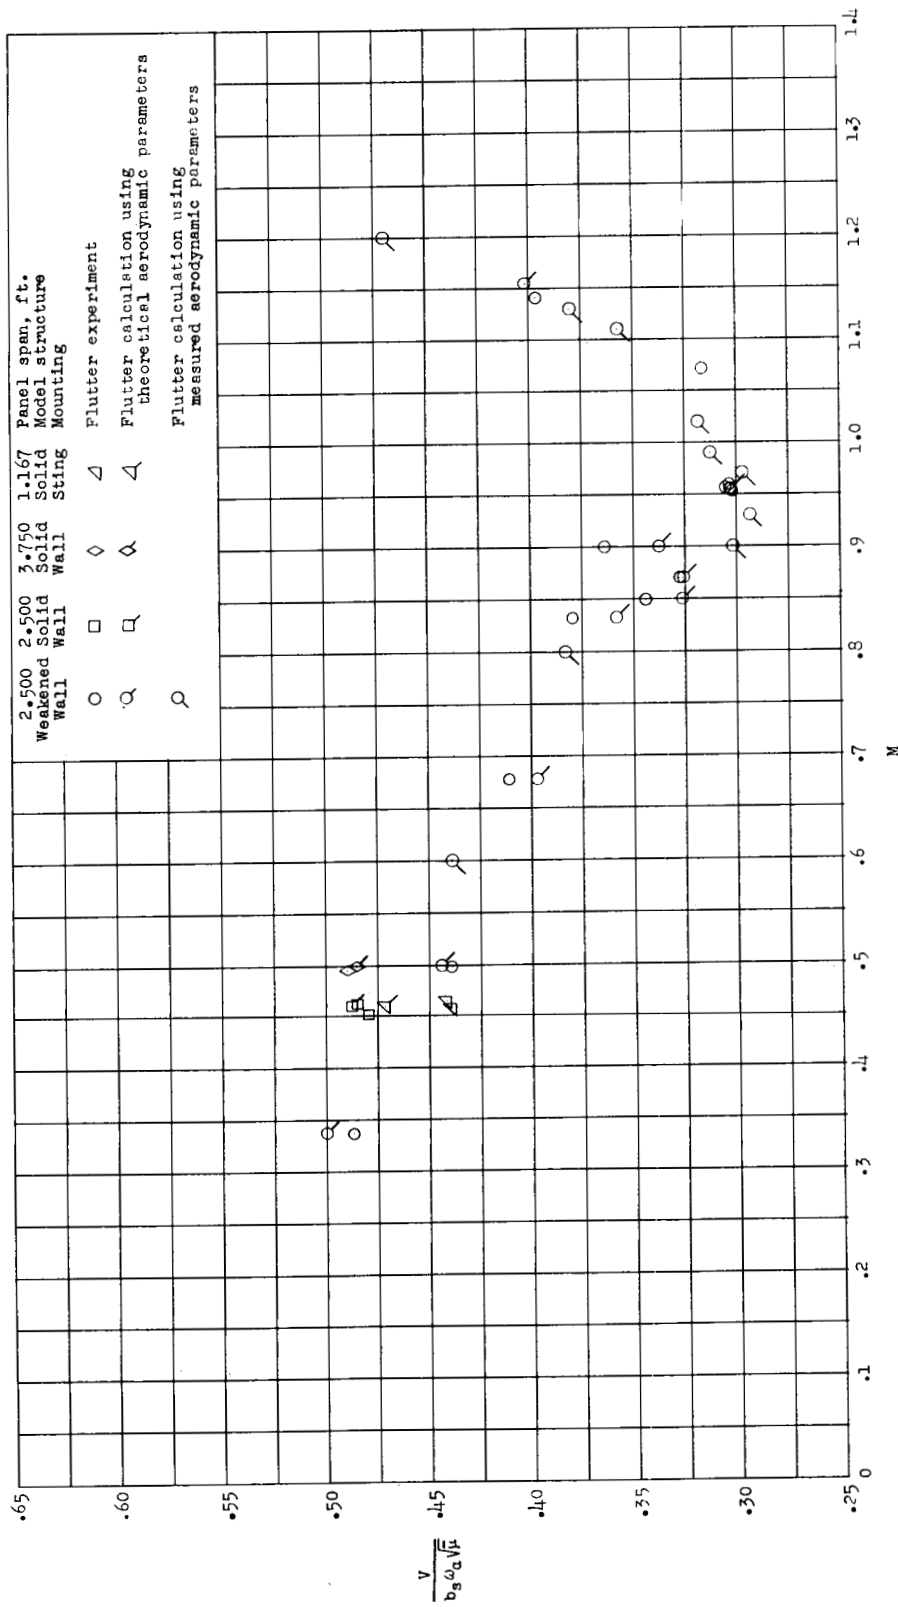 2.500 2.500 3.750 1.167 Panel span, ft.
Weakened Solid Solid Solid Model structure
Wall Wall Wall Sting Mounting
Flutter experiment
Flutter calculation using
theoretical aerodynamic parameters
Flutter calculation using
measured aerodynamic parameters
.65
.60
.55
.50
.45
.40
.35
.30
.25
V
b_s ω_α √μ
0 .1 .2 .3 .4 .5 .6 .7 .8 .9 1.0 1.1 1.2 1.3 1.4
M